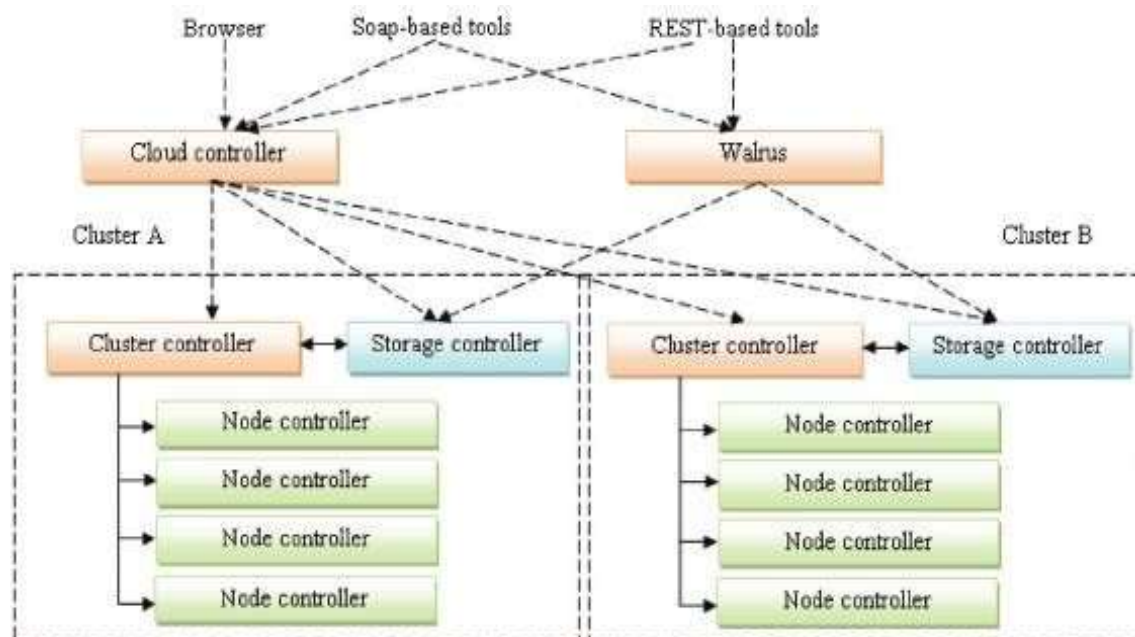 Browser
Soap-based tools
REST-based tools
Cloud controller
Walrus
Cluster A
Cluster B
Cluster controller
Storage controller
Node controller
Node controller
Node controller
Node controller
Cluster controller
Storage controller
Node controller
Node controller
Node controller
Node controller